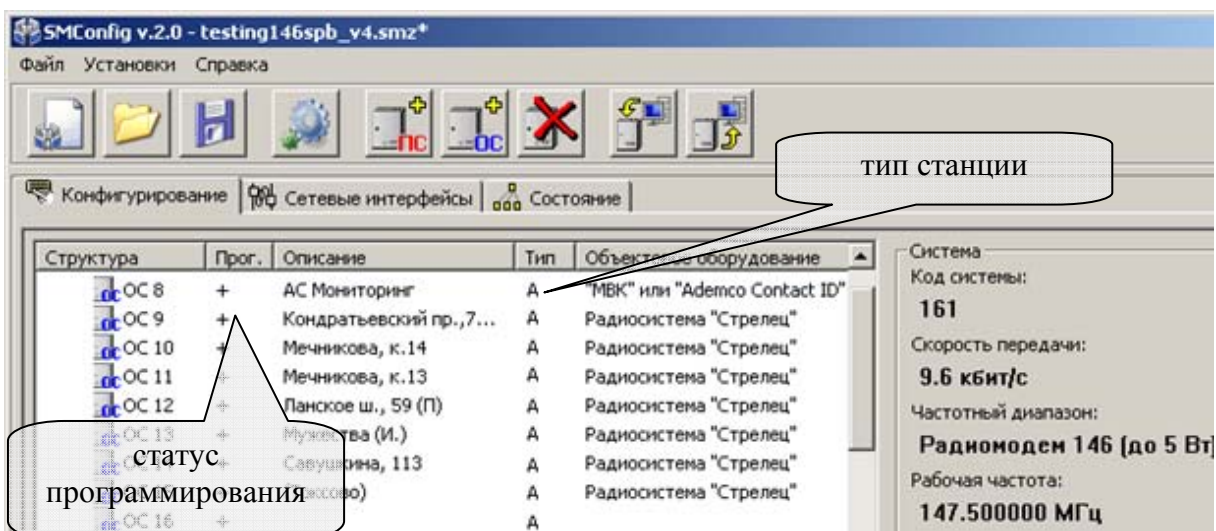 SMConfig v.2.0 - testing146spb_v4.smz*
Файл Установки Справка
ПС ОС
тип станции
Конфигурирование Сетевые интерфейсы Состояние
Структура Прог. Описание Тип Объектовое оборудование
ОС 8 + АС Мониторинг А "МВК" или "Ademco Contact ID"
ОС 9 + Кондратьевский пр.,7... А Радиосистема "Стрелец"
ОС 10 + Мечникова, к.14 А Радиосистема "Стрелец"
ОС 11 + Мечникова, к.13 А Радиосистема "Стрелец"
ОС 12 + Ланское ш., 59 (П) А Радиосистема "Стрелец"
ОС 13 + Мужества (И.) А Радиосистема "Стрелец"
+ Савушкина, 113 А Радиосистема "Стрелец"
А Радиосистема "Стрелец"
ОС 16 + А
статус
программирования
Система
Код системы:
161
Скорость передачи:
9.6 кбит/с
Частотный диапазон:
Радиомодем 146 (до 5 Вт)
Рабочая частота:
147.500000 МГц